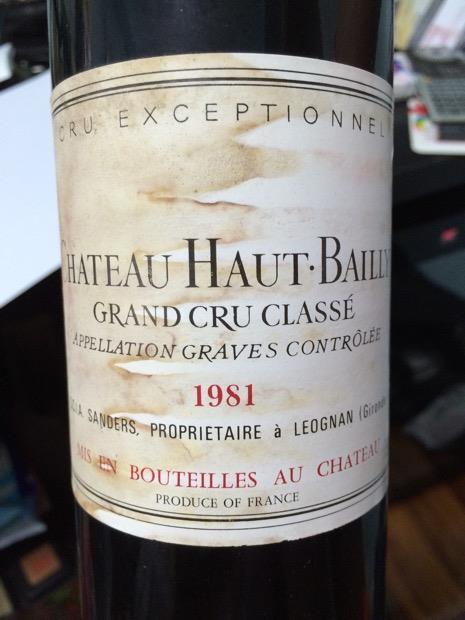 CRU EXCEPTIONNEL
CHATEAU HAUT·BAILLY
GRAND CRU CLASSÉ
APPELLATION GRAVES CONTRÔLÉE
1981
SANDERS, PROPRIETAIRE à LEOGNAN (Gironde
MIS EN BOUTEILLES AU CHATEAU
PRODUCE OF FRANCE